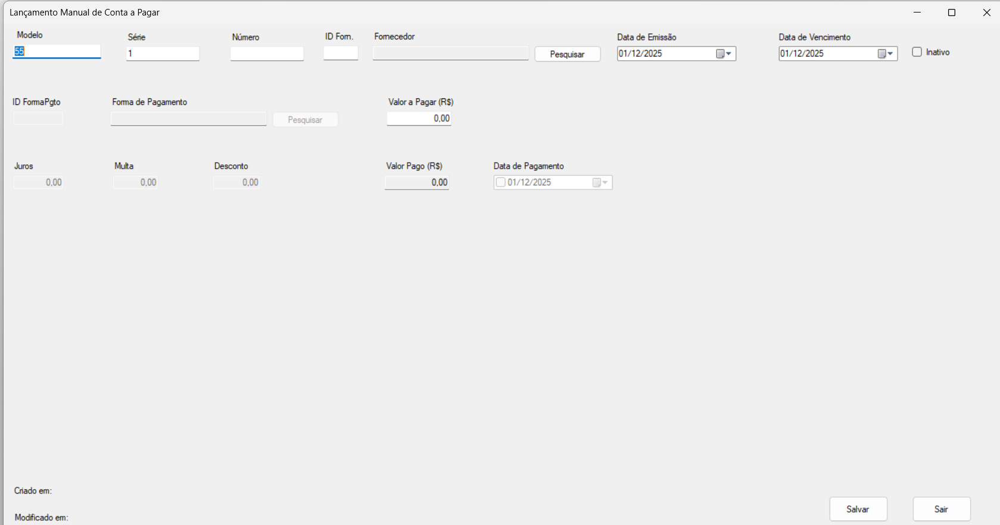 Lançamento Manual de Conta a Pagar
Modelo Série Número ID Forn. Fornecedor Data de Emissão Data de Vencimento
55 1 Pesquisar 01/12/2025 01/12/2025 Inativo
ID FormaPgto Forma de Pagamento Valor a Pagar (R$)
Pesquisar 0,00
Juros Multa Desconto Valor Pago (R$) Data de Pagamento
0,00 0,00 0,00 0,00 01/12/2025
Criado em:
Salvar Sair
Modificado em: